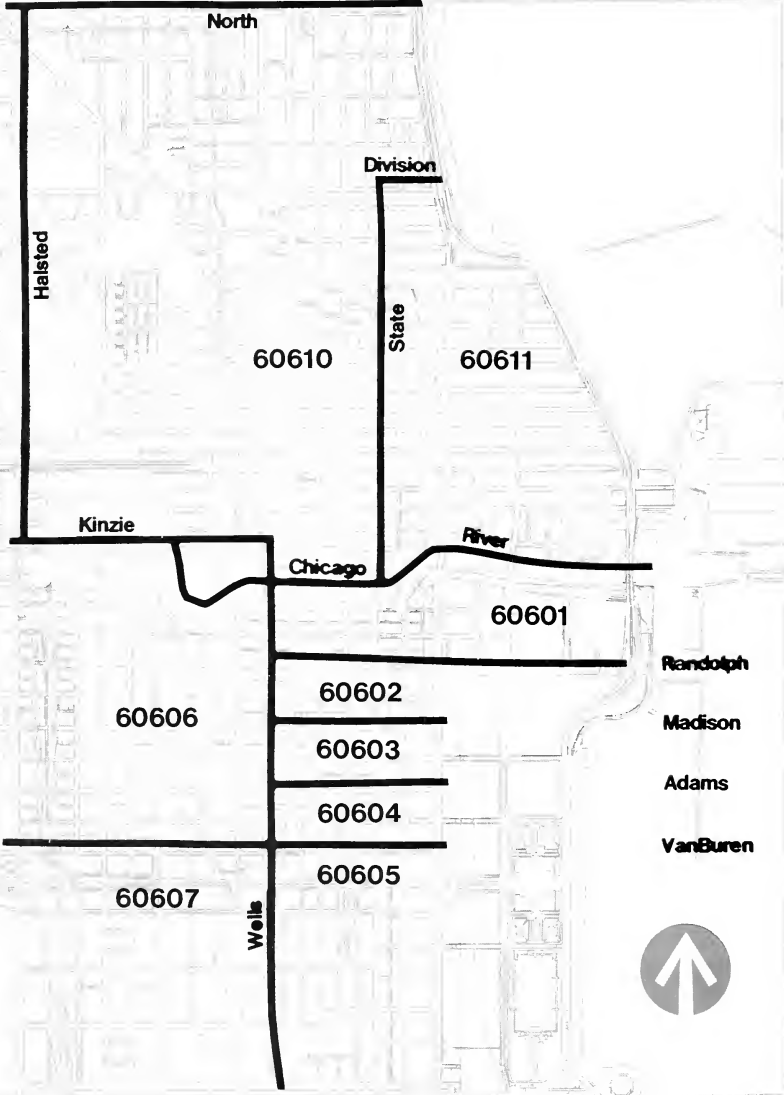 North
Division
Halsted
State
60610
60611
Kinzie
River
Chicago
60601
Randolph
60602
60606
Madison
60603
Adams
60604
VanBuren
60605
60607
Wells